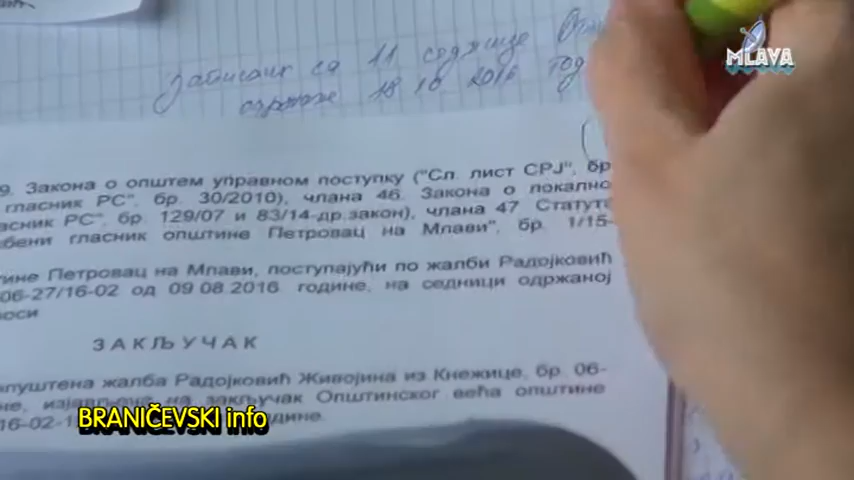 MLAVA
Записник са 11 седнице
одржане 18 10 2016 год
9. Закона о општем управном поступку ("Сл. лист СРЈ", бр
гласник РС", бр. 30/2010), члана 46. Закона о локално
асник РС", бр. 129/07 и 83/14-др.закон), члана 47 Статута
бени гласник општине Петровац на Млави", бр. 1/15-
ине Петровац на Млави, поступајући по жалби Радојковић
06-27/16-02 од 09 08.2016 године, на седници одржаној
оси
ЗАКЉУЧАК
пуштена жалба Радојковић Живојина из Кнежице, бр. 06-
не, изјављена на закључак Општинског већа општине
16-02-1 године.
BRANIČEVSKI info